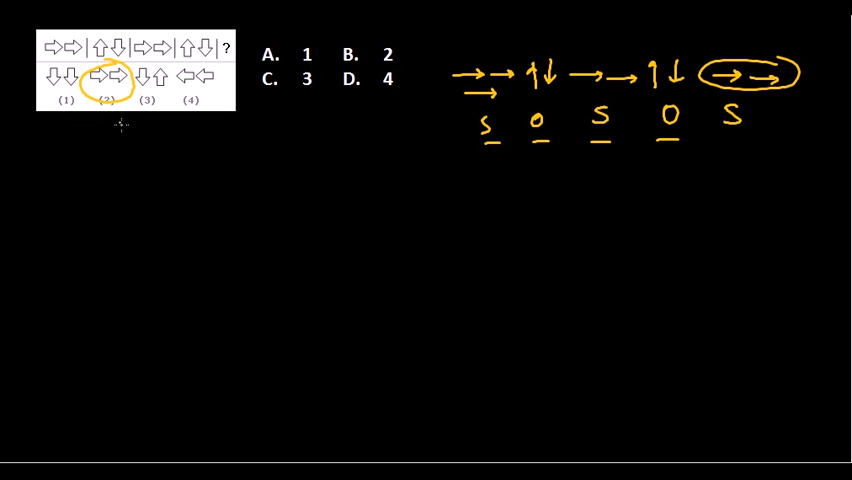 ?
(1) (2) (3) (4)
A. 1 B. 2
C. 3 D. 4
S O S O S